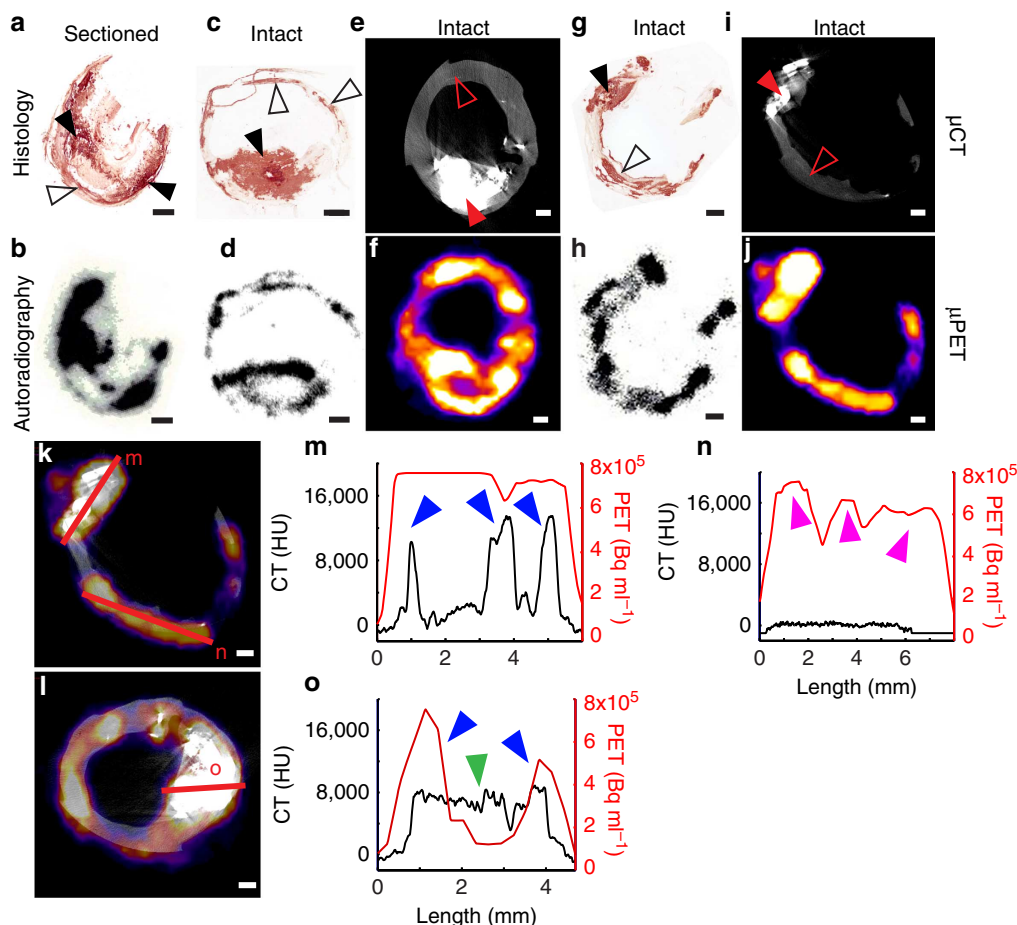 a c e g i
Sectioned Intact Intact Intact Intact
Histology
μCT
b d f h j
Autoradiography
μPET
k
m
n
m
16,000
8,000
0
CT (HU)
8x10⁵
6
4
2
0
PET (Bq ml⁻¹)
0 2 4
n
16,000
8,000
0
CT (HU)
8x10⁵
6
4
2
0
PET (Bq ml⁻¹)
0 2 4 6
Length (mm)
l
o
o
16,000
8,000
0
CT (HU)
8x10⁵
6
4
2
0
PET (Bq ml⁻¹)
0 2 4
Length (mm)